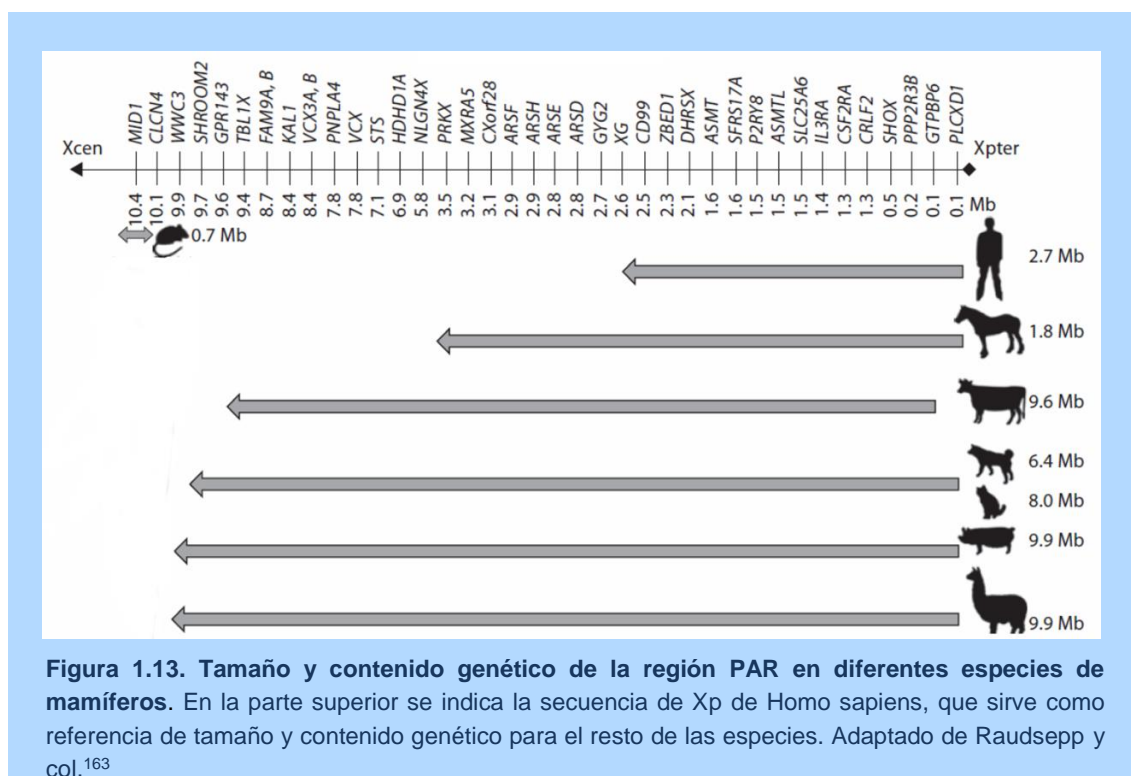 MID1 CLCN4 WWC3 SHROOM2 GPR143 TBL1X FAM9A, B KAL1 VCX3A, B PNPLA4 VCX STS HDHD1A NLGN4X PRKX MXRA5 CXorf28 ARSF ARSH ARSE ARSD GYG2 XG CD99 ZBED1 DHRSX ASMT SFRS17A P2RY8 ASMTL SLC25A6 IL3RA CSF2RA CRLF2 SHOX PPP2R3B GTPBP6 PLCXD1
Xcen Xpter
10.4 10.1 9.9 9.7 9.6 9.4 8.7 8.4 8.4 7.8 7.8 7.1 6.9 5.8 3.5 3.2 3.1 2.9 2.9 2.8 2.8 2.7 2.6 2.5 2.3 2.1 1.6 1.6 1.5 1.5 1.5 1.4 1.3 1.3 0.5 0.2 0.1 0.1 Mb
0.7 Mb
2.7 Mb
1.8 Mb
9.6 Mb
6.4 Mb
8.0 Mb
9.9 Mb
9.9 Mb
Figura 1.13. Tamaño y contenido genético de la región PAR en diferentes especies de
mamíferos. En la parte superior se indica la secuencia de Xp de Homo sapiens, que sirve como
referencia de tamaño y contenido genético para el resto de las especies. Adaptado de Raudsepp y
col.163